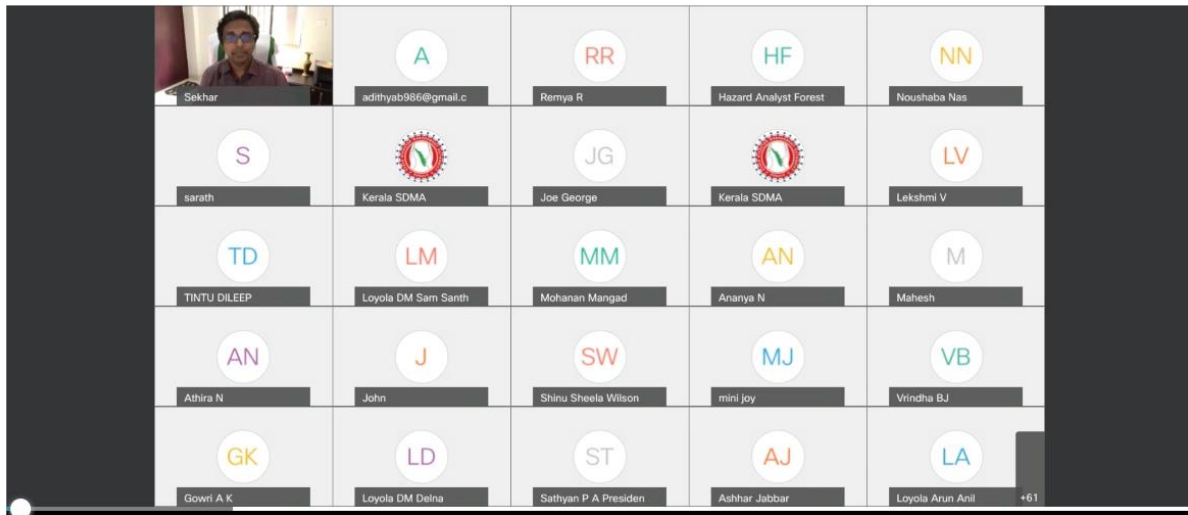 Sekhar
A
adithyab986@gmail.c
RR
Remya R
HF
Hazard Analyst Forest
NN
Noushaba Nas
S
sarath
Kerala SDMA
JG
Joe George
Kerala SDMA
LV
Lekshmi V
TD
TINTU DILEEP
LM
Loyola DM Sam Santh
MM
Mohanan Mangad
AN
Ananya N
M
Mahesh
AN
Athira N
J
John
SW
Shinu Sheela Wilson
MJ
mini joy
VB
Vrindha BJ
GK
Gowri A K
LD
Loyola DM Delna
ST
Sathyan P A Presiden
AJ
Ashhar Jabbar
LA
Loyola Arun Anil
+61